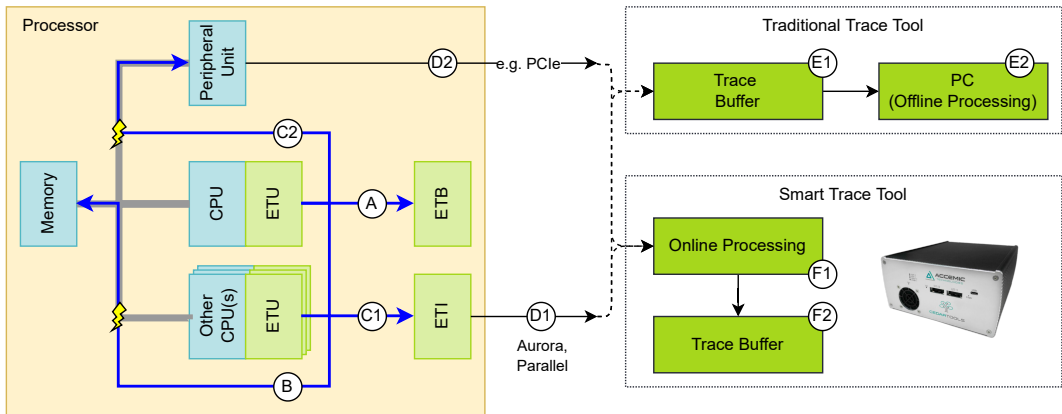 Processor
Peripheral
Unit
D2
e.g. PCIe
C2
Memory
CPU
ETU
A
ETB
Other
CPU(s)
ETU
C1
ETI
D1
Aurora,
Parallel
B
Traditional Trace Tool
E1
Trace
Buffer
E2
PC
(Offline Processing)
Smart Trace Tool
Online Processing
F1
F2
Trace Buffer
ACCEMIC